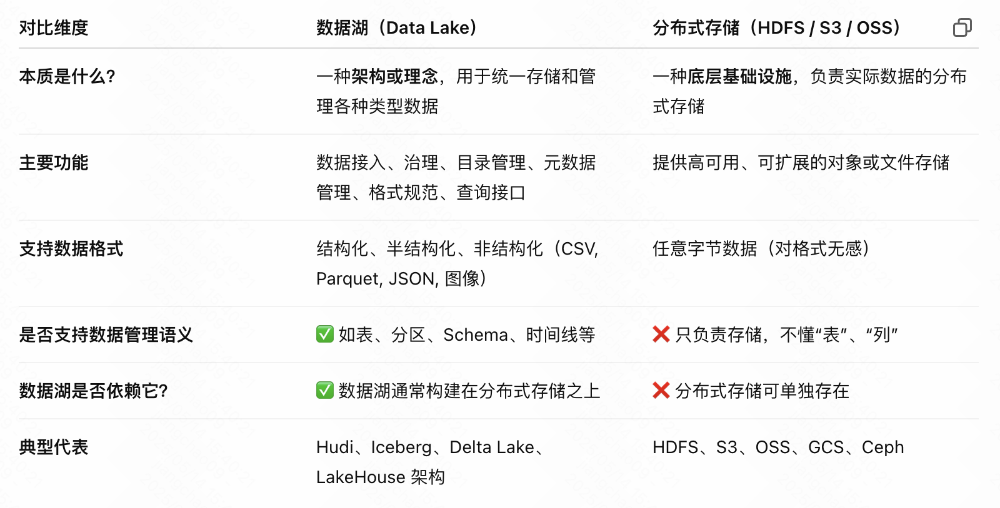 对比维度 数据湖（Data Lake） 分布式存储（HDFS / S3 / OSS）
本质是什么？ 一种架构或理念，用于统一存储和管 一种底层基础设施，负责实际数据的分布
理各种类型数据 式存储
主要功能 数据接入、治理、目录管理、元数据 提供高可用、可扩展的对象或文件存储
管理、格式规范、查询接口
支持数据格式 结构化、半结构化、非结构化（CSV, 任意字节数据（对格式无感）
Parquet, JSON, 图像）
是否支持数据管理语义 ✅ 如表、分区、Schema、时间线等 ❌ 只负责存储，不懂“表”、“列”
数据湖是否依赖它？ ✅ 数据湖通常构建在分布式存储之上 ❌ 分布式存储可单独存在
典型代表 Hudi、Iceberg、Delta Lake、 HDFS、S3、OSS、GCS、Ceph
LakeHouse 架构